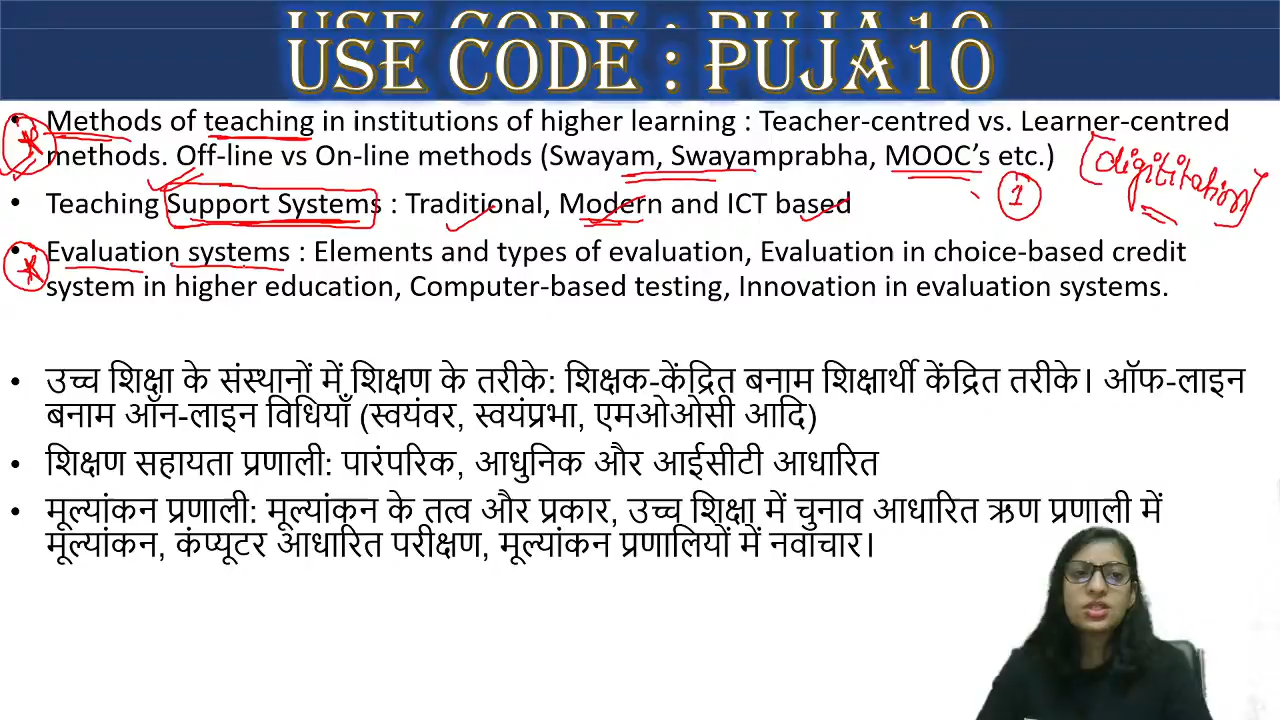 USE CODE : PUJA10
USE CODE : PUJA10
• Methods of teaching in institutions of higher learning : Teacher-centred vs. Learner-centred
methods. Off-line vs On-line methods (Swayam, Swayamprabha, MOOC’s etc.)
[digititation]
1
• Teaching Support Systems : Traditional, Modern and ICT based
• Evaluation systems : Elements and types of evaluation, Evaluation in choice-based credit
system in higher education, Computer-based testing, Innovation in evaluation systems.
• उच्च शिक्षा के संस्थानों में शिक्षण के तरीके: शिक्षक-केंद्रित बनाम शिक्षार्थी केंद्रित तरीके। ऑफ-लाइन
बनाम ऑन-लाइन विधियाँ (स्वयंवर, स्वयंप्रभा, एमओओसी आदि)
• शिक्षण सहायता प्रणाली: पारंपरिक, आधुनिक और आईसीटी आधारित
• मूल्यांकन प्रणाली: मूल्यांकन के तत्व और प्रकार, उच्च शिक्षा में चुनाव आधारित ऋण प्रणाली में
मूल्यांकन, कंप्यूटर आधारित परीक्षण, मूल्यांकन प्रणालियों में नवाचार।